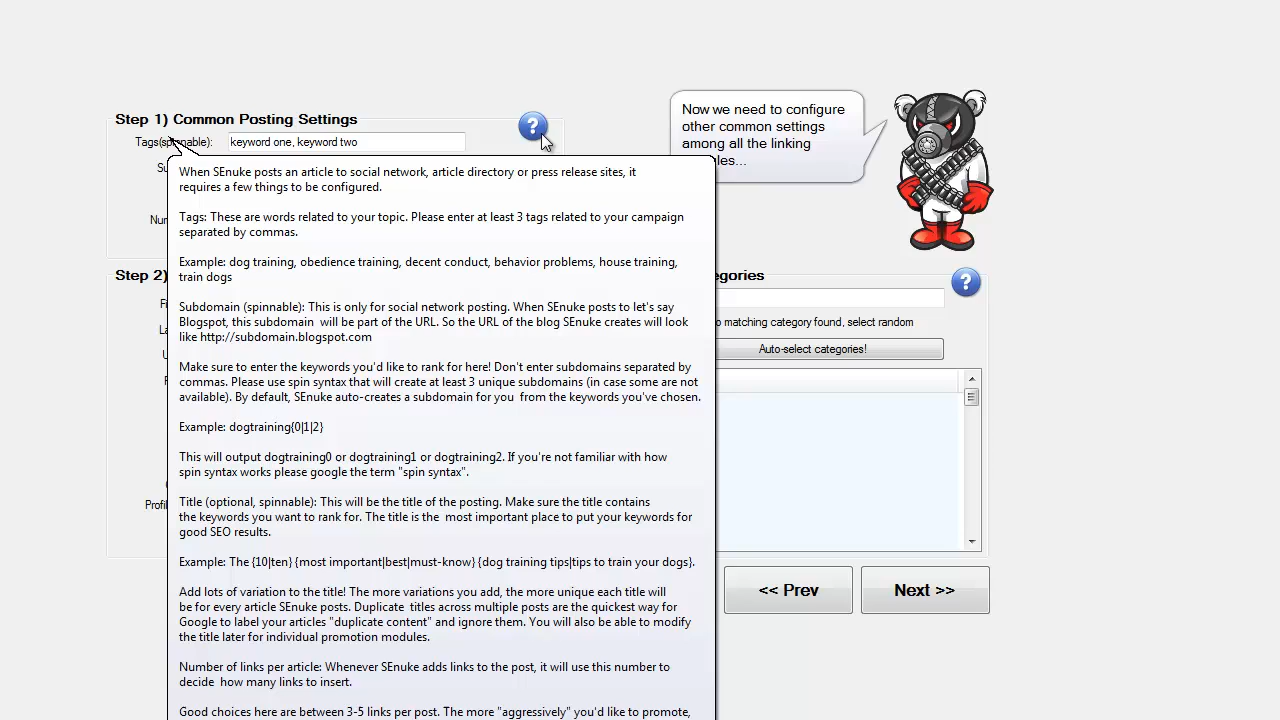 Step 1) Common Posting Settings
Tags(spinnable):
keyword one, keyword two
?
Now we need to configure
other common settings
among all the linking
When SEnuke posts an article to social network, article directory or press release sites, it
requires a few things to be configured.
Tags: These are words related to your topic. Please enter at least 3 tags related to your campaign
separated by commas.
Example: dog training, obedience training, decent conduct, behavior problems, house training,
train dogs
Subdomain (spinnable): This is only for social network posting. When SEnuke posts to let's say
Blogspot, this subdomain will be part of the URL. So the URL of the blog SEnuke creates will look
like http://subdomain.blogspot.com
Make sure to enter the keywords you'd like to rank for here! Don't enter subdomains separated by
commas. Please use spin syntax that will create at least 3 unique subdomains (in case some are not
available). By default, SEnuke auto-creates a subdomain for you from the keywords you've chosen.
Example: dogtraining{0|1|2}
This will output dogtraining0 or dogtraining1 or dogtraining2. If you're not familiar with how
spin syntax works please google the term "spin syntax".
Title (optional, spinnable): This will be the title of the posting. Make sure the title contains
the keywords you want to rank for. The title is the most important place to put your keywords for
good SEO results.
Example: The {10|ten} {most important|best|must-know} {dog training tips|tips to train your dogs}.
Add lots of variation to the title! The more variations you add, the more unique each title will
be for every article SEnuke posts. Duplicate titles across multiple posts are the quickest way for
Google to label your articles "duplicate content" and ignore them. You will also be able to modify
the title later for individual promotion modules.
Number of links per article: Whenever SEnuke adds links to the post, it will use this number to
decide how many links to insert.
Good choices here are between 3-5 links per post. The more "aggressively" you'd like to promote,
Step 2)
?
matching category found, select random
Auto-select categories!
<< Prev
Next >>